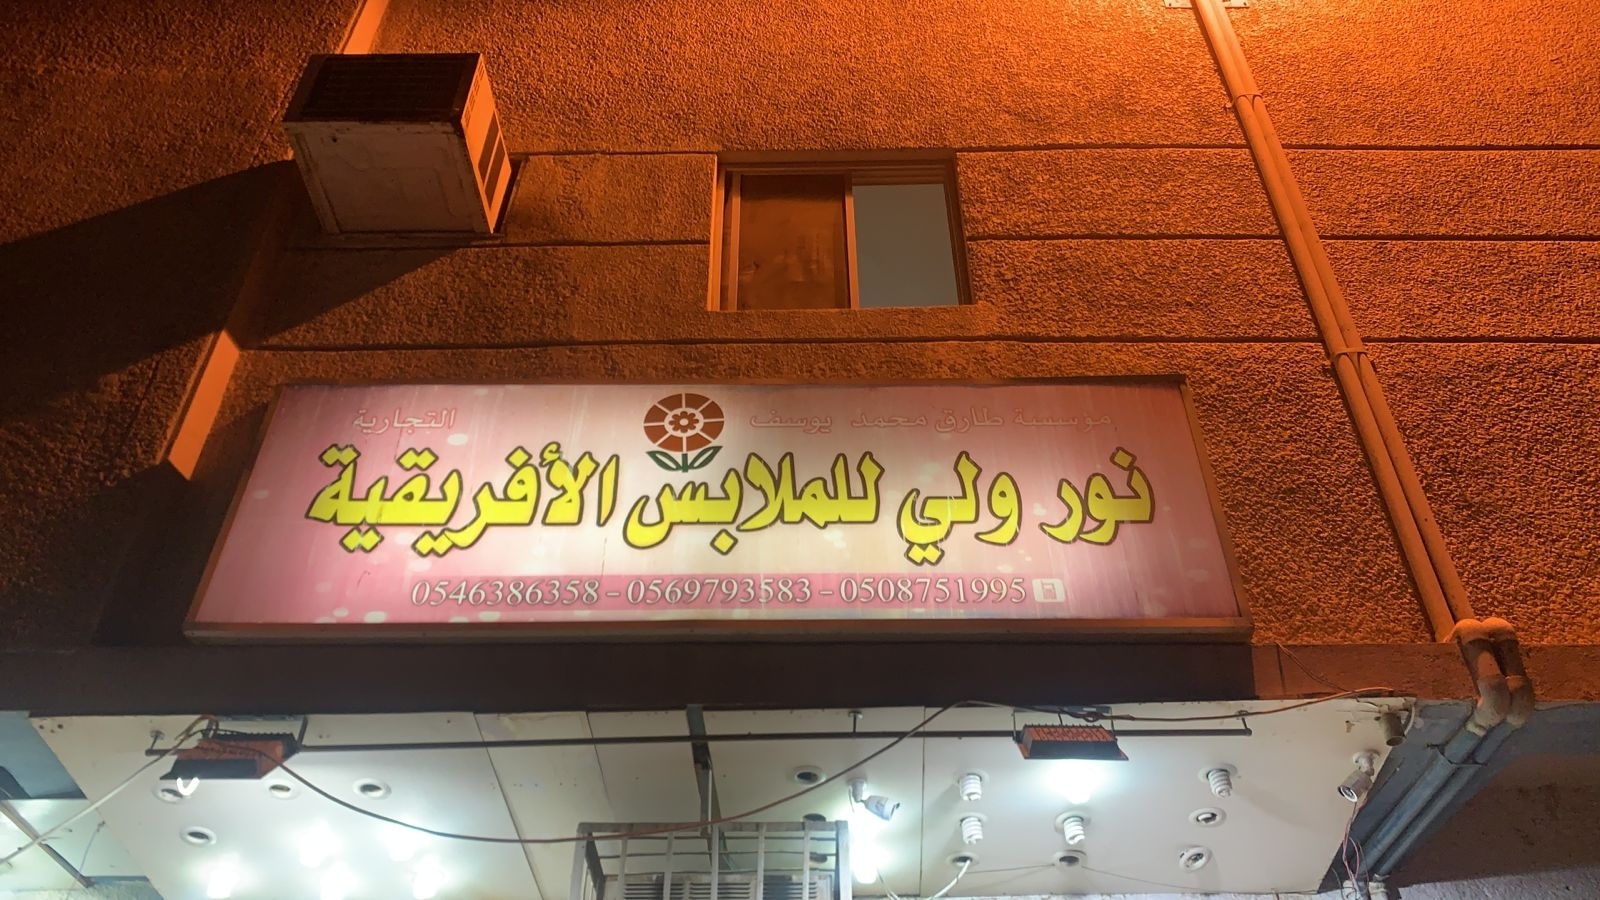 مؤسسة طارق محمد يوسف التجارية
نور ولي للملابس الأفريقية
0546386358 - 0569793583 - 0508751995